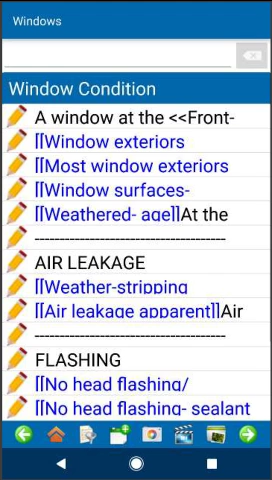 Windows
Window Condition
A window at the <<Front-
[[Window exteriors
[[Most window exteriors
[[Window surfaces-
[[Weathered- age]]At the
--------------------------------------
AIR LEAKAGE
[[Weather-stripping
[[Air leakage apparent]]Air
--------------------------------------
FLASHING
[[No head flashing/
[[No head flashing- sealant